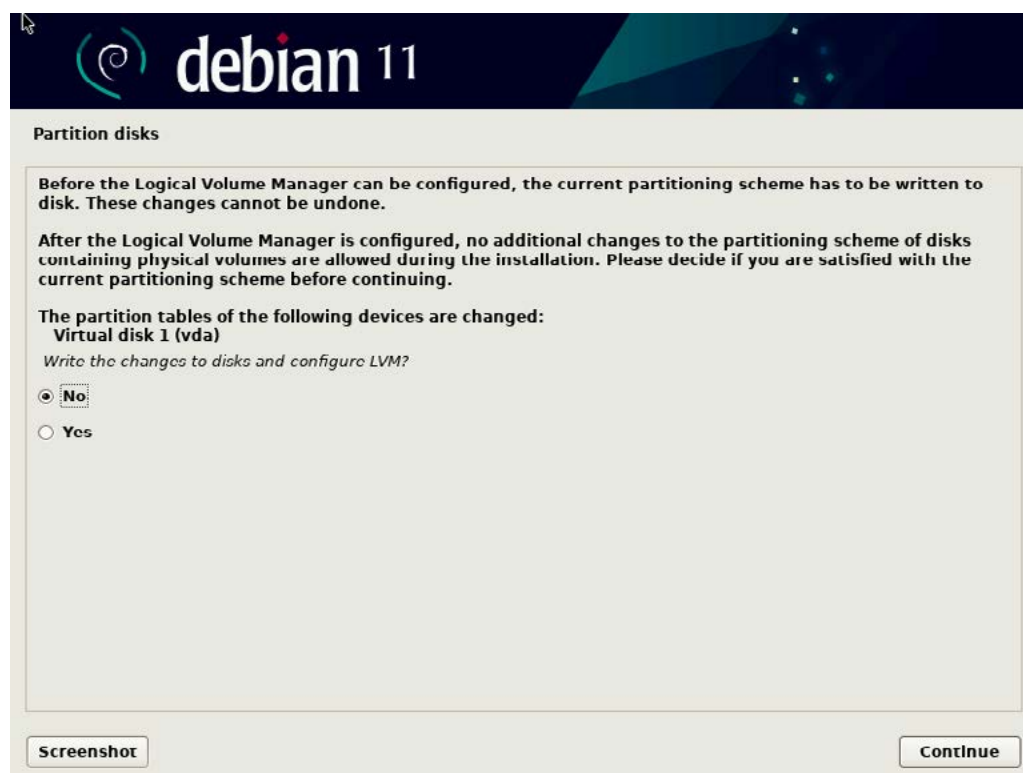 debian 11
Partition disks
Before the Logical Volume Manager can be configured, the current partitioning scheme has to be written to
disk. These changes cannot be undone.
After the Logical Volume Manager is configured, no additional changes to the partitioning scheme of disks
containing physical volumes are allowed during the installation. Please decide if you are satisfied with the
current partitioning scheme before continuing.
The partition tables of the following devices are changed:
Virtual disk 1 (vda)
Write the changes to disks and configure LVM?
No
Yes
Screenshot
Continue